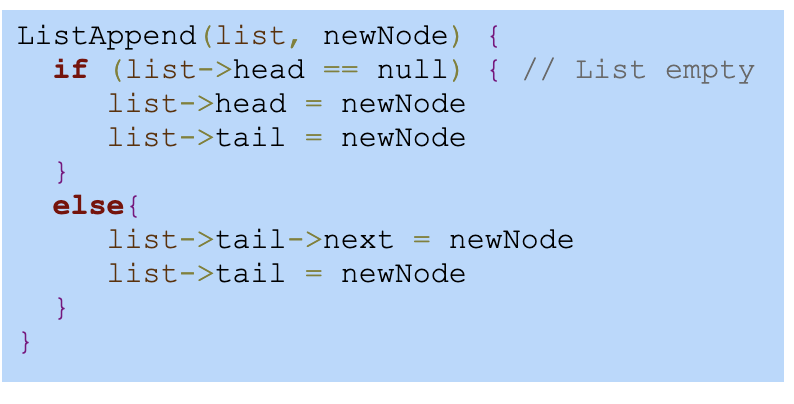 ListAppend(list, newNode) {
  if (list->head == null) { // List empty
     list->head = newNode
     list->tail = newNode
  }
  else{
     list->tail->next = newNode
     list->tail = newNode
  }
}